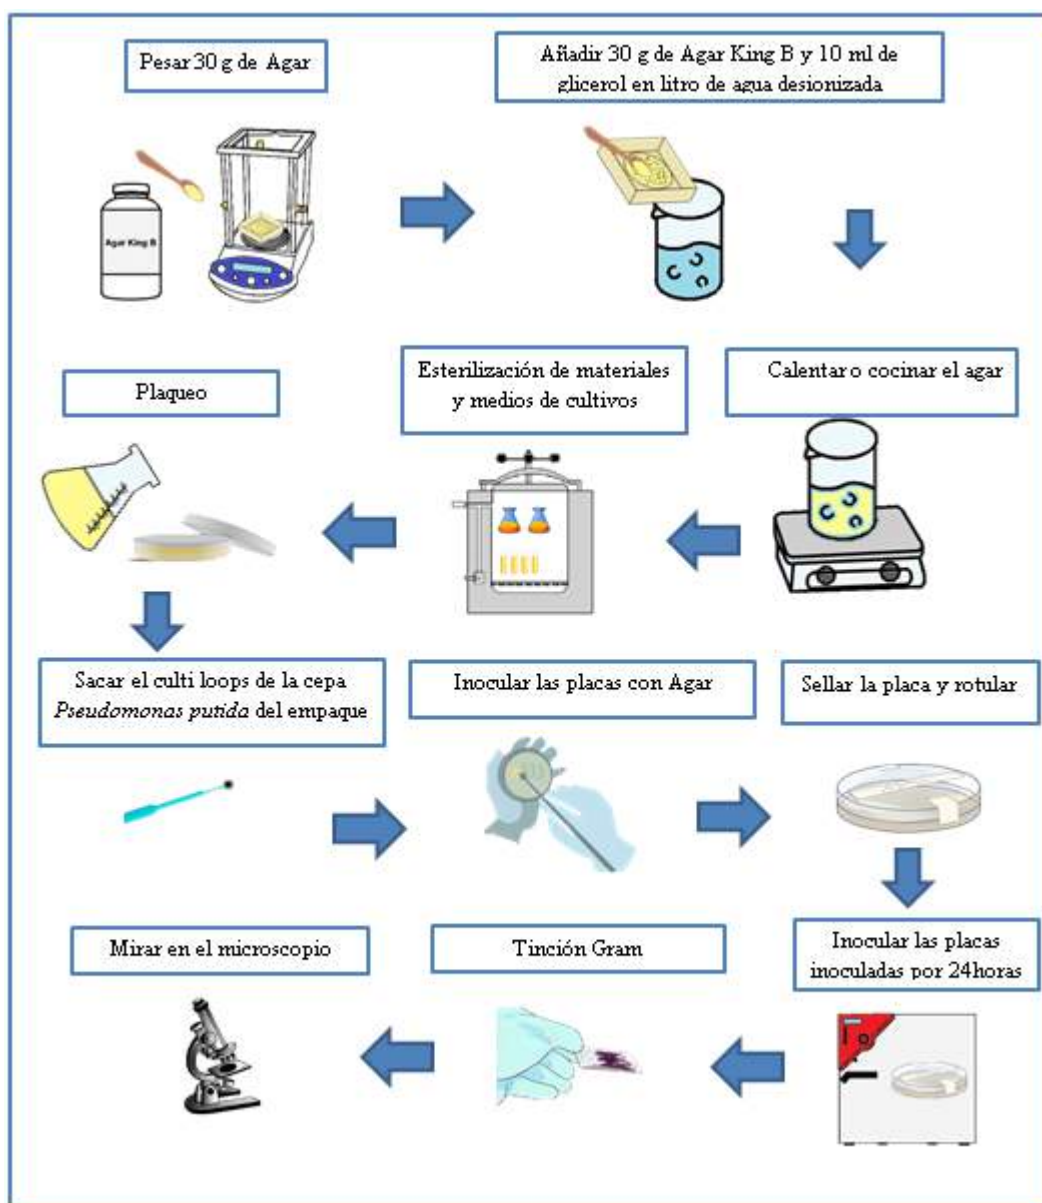 Pesar 30 g de Agar
Añadir 30 g de Agar King B y 10 ml de
glicerol en litro de agua desionizada
Agar King B
Calentar o cocinar el agar
Esterilización de materiales
y medios de cultivos
Plaqueo
Sacar el culti loops de la cepa
Pseudomonas putida del empaque
Inocular las placas con Agar
Sellar la placa y rotular
Inocular las placas
inoculadas por 24horas
Tinción Gram
Mirar en el microscopio